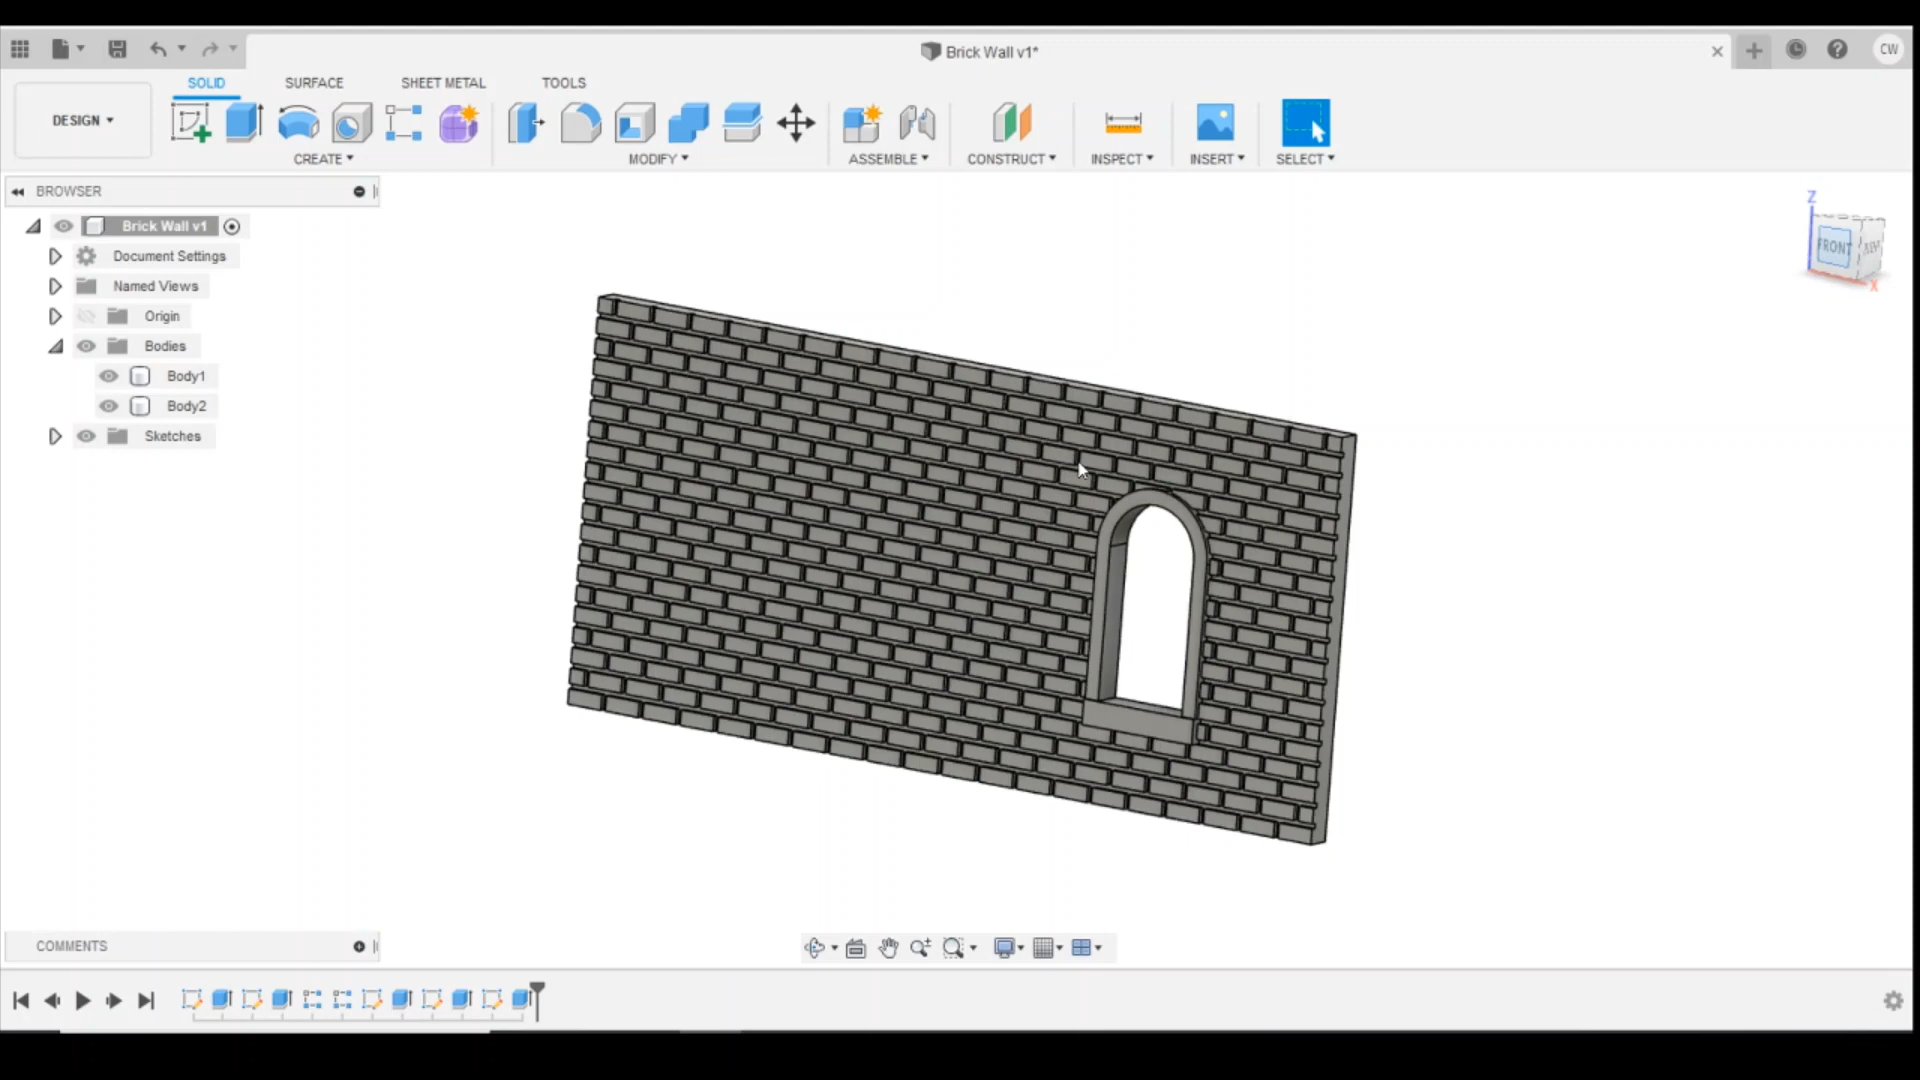 Brick Wall v1*
CW
SOLID
SURFACE
SHEET METAL
TOOLS
DESIGN
CREATE
MODIFY
ASSEMBLE
CONSTRUCT
INSPECT
INSERT
SELECT
BROWSER
Brick Wall v1
Document Settings
Named Views
Origin
Bodies
Body1
Body2
Sketches
Z
FRONT
X
COMMENTS